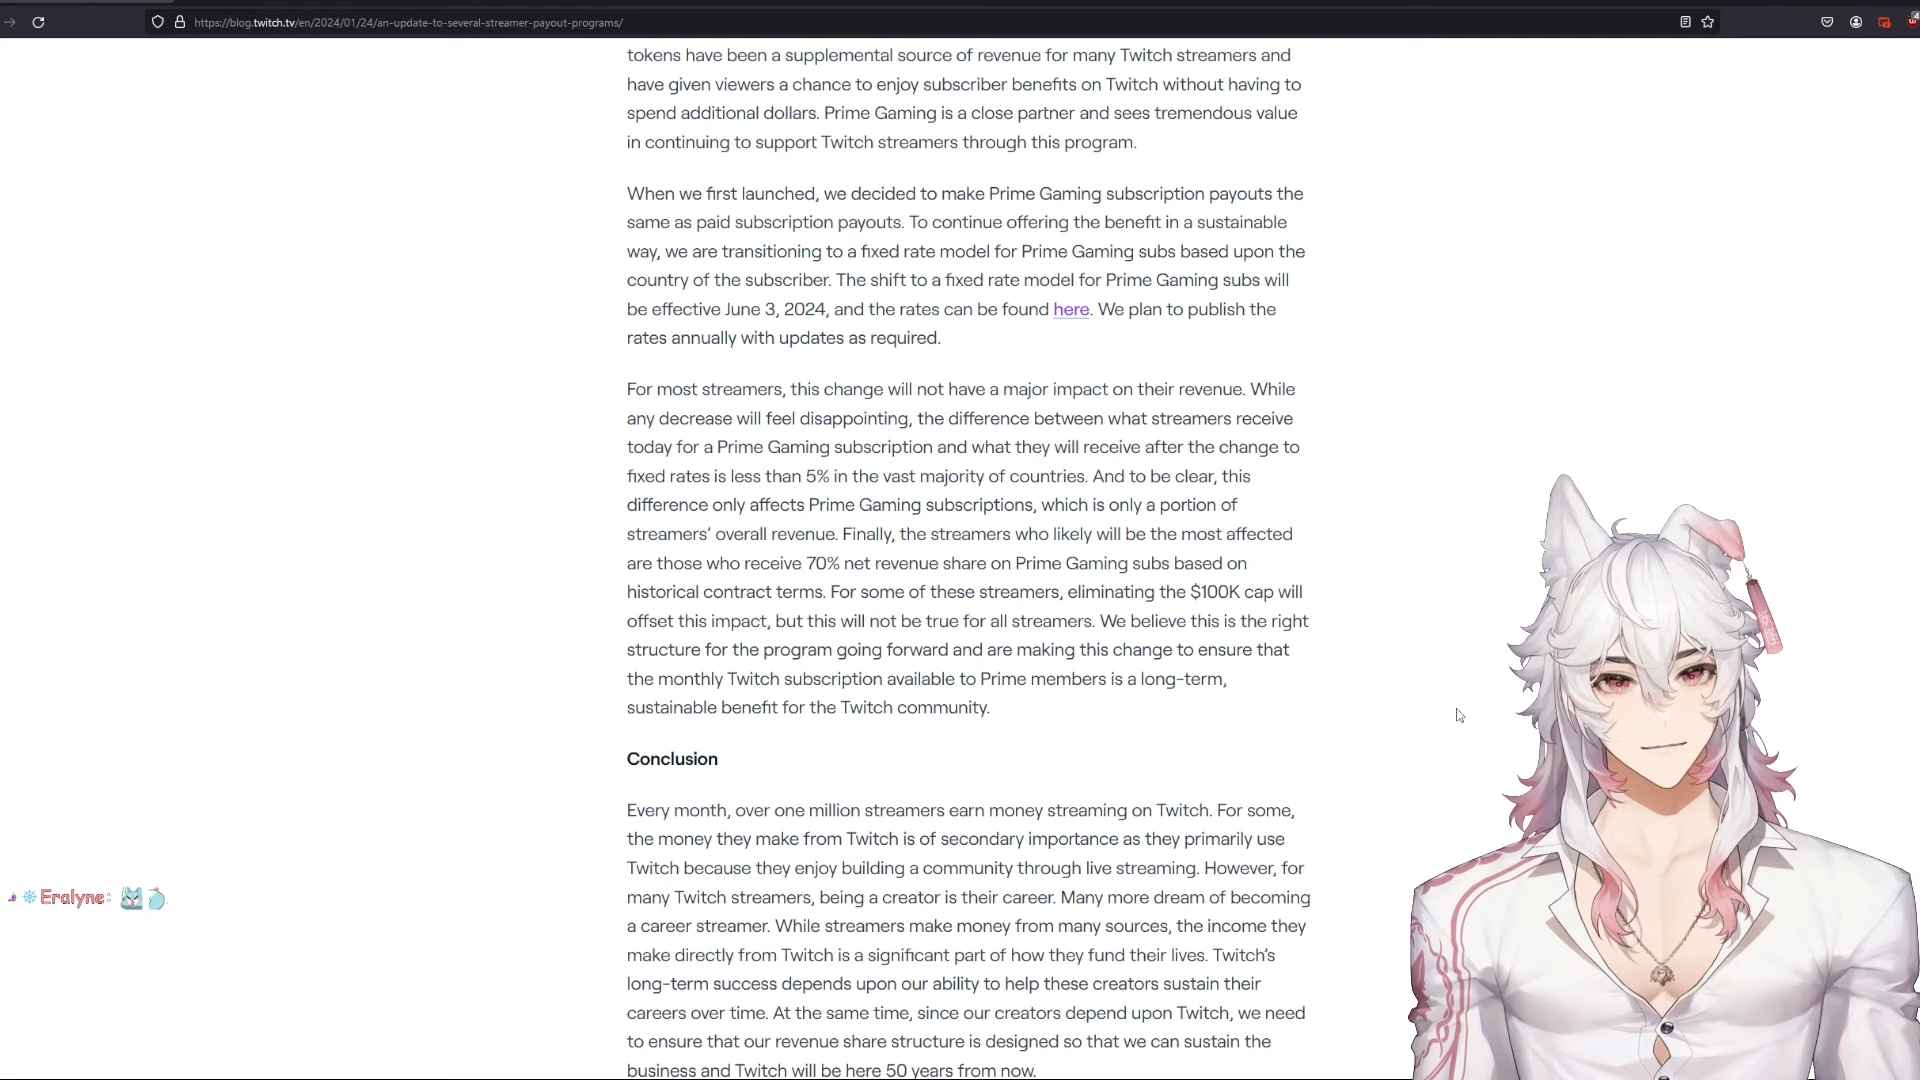 https://blog.twitch.tv/en/2024/01/24/an-update-to-several-streamer-payout-programs/
tokens have been a supplemental source of revenue for many Twitch streamers and
have given viewers a chance to enjoy subscriber benefits on Twitch without having to
spend additional dollars. Prime Gaming is a close partner and sees tremendous value
in continuing to support Twitch streamers through this program.
When we first launched, we decided to make Prime Gaming subscription payouts the
same as paid subscription payouts. To continue offering the benefit in a sustainable
way, we are transitioning to a fixed rate model for Prime Gaming subs based upon the
country of the subscriber. The shift to a fixed rate model for Prime Gaming subs will
be effective June 3, 2024, and the rates can be found here. We plan to publish the
rates annually with updates as required.
For most streamers, this change will not have a major impact on their revenue. While
any decrease will feel disappointing, the difference between what streamers receive
today for a Prime Gaming subscription and what they will receive after the change to
fixed rates is less than 5% in the vast majority of countries. And to be clear, this
difference only affects Prime Gaming subscriptions, which is only a portion of
streamers’ overall revenue. Finally, the streamers who likely will be the most affected
are those who receive 70% net revenue share on Prime Gaming subs based on
historical contract terms. For some of these streamers, eliminating the $100K cap will
offset this impact, but this will not be true for all streamers. We believe this is the right
structure for the program going forward and are making this change to ensure that
the monthly Twitch subscription available to Prime members is a long-term,
sustainable benefit for the Twitch community.
Conclusion
Every month, over one million streamers earn money streaming on Twitch. For some,
the money they make from Twitch is of secondary importance as they primarily use
Twitch because they enjoy building a community through live streaming. However, for
many Twitch streamers, being a creator is their career. Many more dream of becoming
a career streamer. While streamers make money from many sources, the income they
make directly from Twitch is a significant part of how they fund their lives. Twitch’s
long-term success depends upon our ability to help these creators sustain their
careers over time. At the same time, since our creators depend upon Twitch, we need
to ensure that our revenue share structure is designed so that we can sustain the
business and Twitch will be here 50 years from now.
Eralyne: